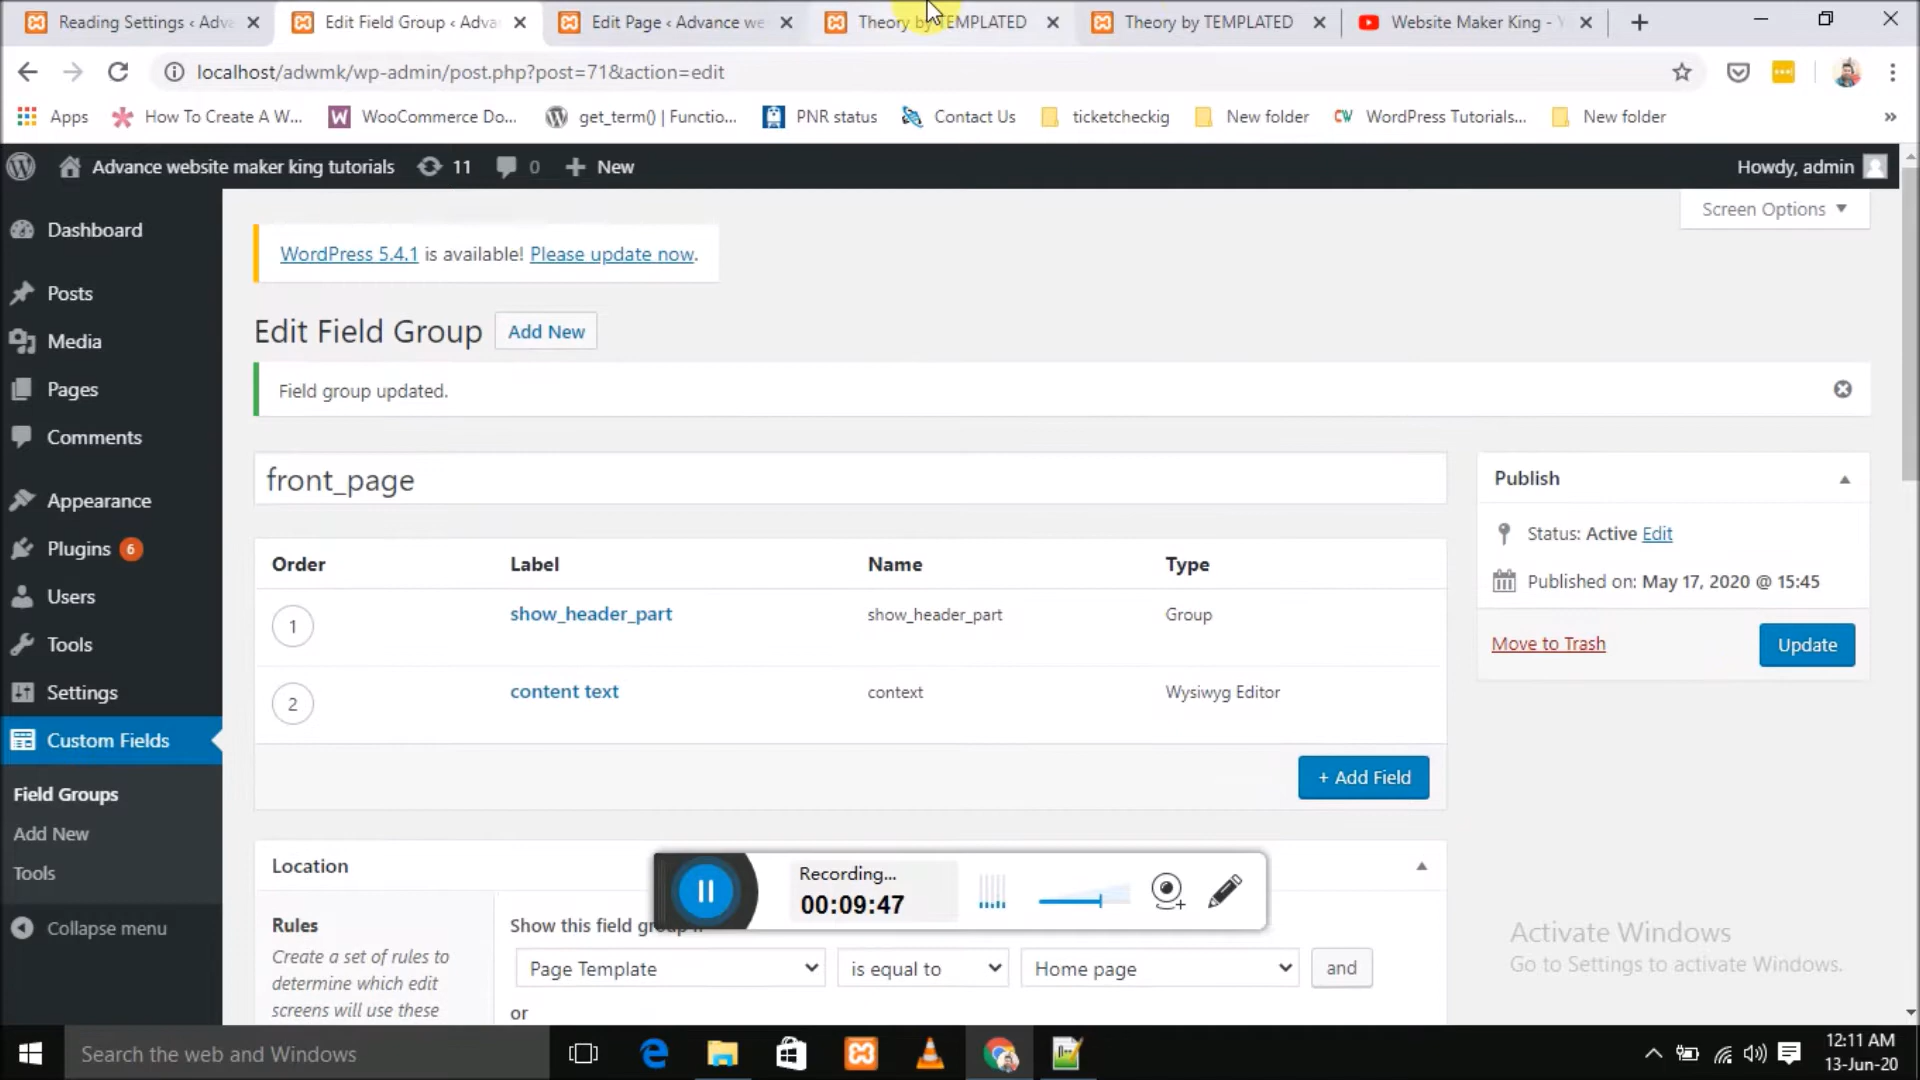 Reading Settings ‹ Adva
Edit Field Group ‹ Adva
Edit Page ‹ Advance we
Theory by TEMPLATED
Theory by TEMPLATED
Website Maker King -
localhost/adwmk/wp-admin/post.php?post=71&action=edit
Apps
How To Create A W...
WooCommerce Do...
get_term() | Functio...
PNR status
Contact Us
ticketcheckig
New folder
CW WordPress Tutorials...
New folder
»
Advance website maker king tutorials 11 0 + New
Howdy, admin
Screen Options
Dashboard
Posts
Media
Pages
Comments
Appearance
Plugins 6
Users
Tools
Settings
Custom Fields
Field Groups
Add New
Tools
Collapse menu
WordPress 5.4.1 is available! Please update now.
Edit Field Group Add New
Field group updated.
front_page
Order Label Name Type
1 show_header_part show_header_part Group
2 content text context Wysiwyg Editor
+ Add Field
Publish
Status: Active Edit
Published on: May 17, 2020 @ 15:45
Move to Trash Update
Location
Rules
Create a set of rules to
determine which edit
screens will use these
Show this field group
Page Template is equal to Home page and
or
Recording...
00:09:47
Activate Windows
Go to Settings to activate Windows.
Search the web and Windows
12:11 AM
13-Jun-20